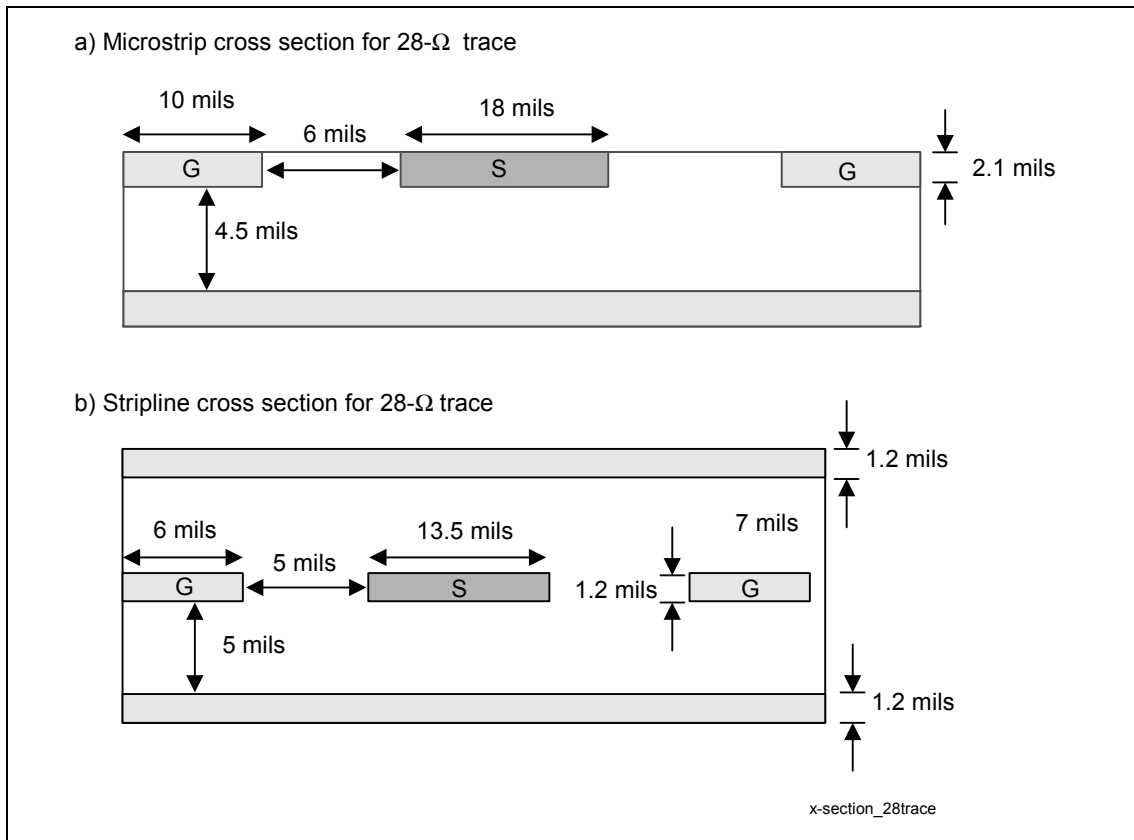 a) Microstrip cross section for 28-Ω trace
10 mils
6 mils
18 mils
G
S
G
2.1 mils
4.5 mils
b) Stripline cross section for 28-Ω trace
1.2 mils
6 mils
5 mils
13.5 mils
7 mils
G
S
1.2 mils
G
5 mils
1.2 mils
x-section_28trace